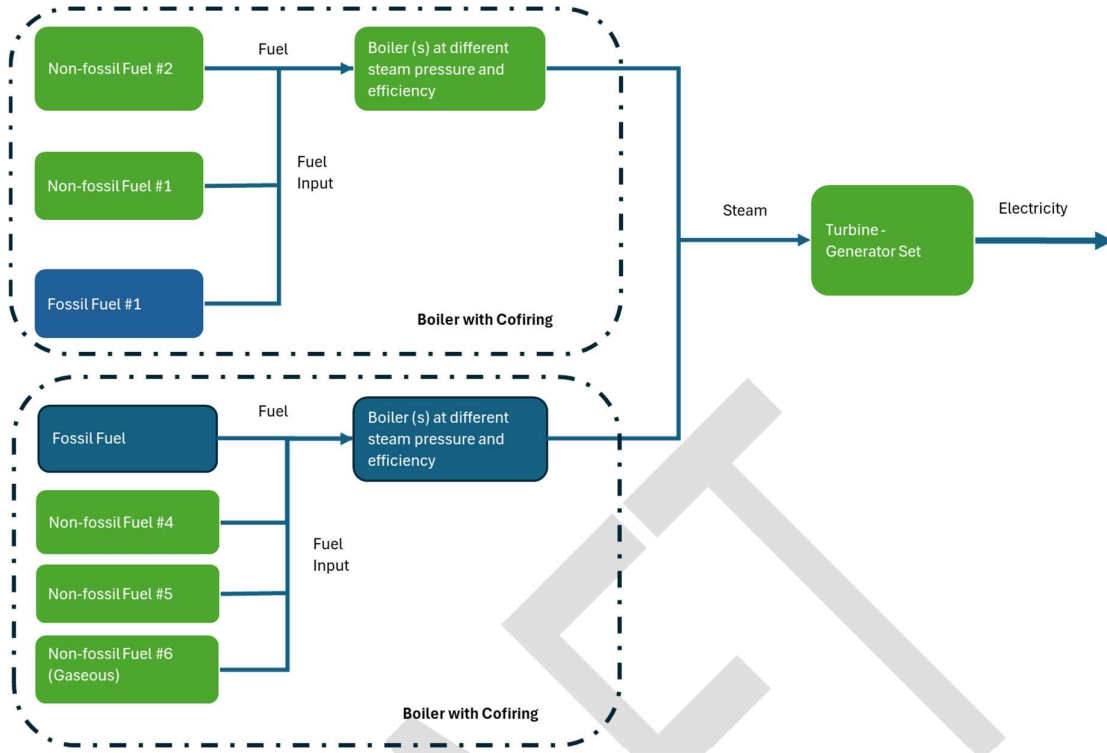 Non-fossil Fuel #2
Fuel
Boiler (s) at different
steam pressure and
efficiency
Non-fossil Fuel #1
Fuel
Input
Fossil Fuel #1
Boiler with Cofiring
Steam
Turbine -
Generator Set
Electricity
Fossil Fuel
Fuel
Boiler (s) at different
steam pressure and
efficiency
Non-fossil Fuel #4
Fuel
Input
Non-fossil Fuel #5
Non-fossil Fuel #6
(Gaseous)
Boiler with Cofiring